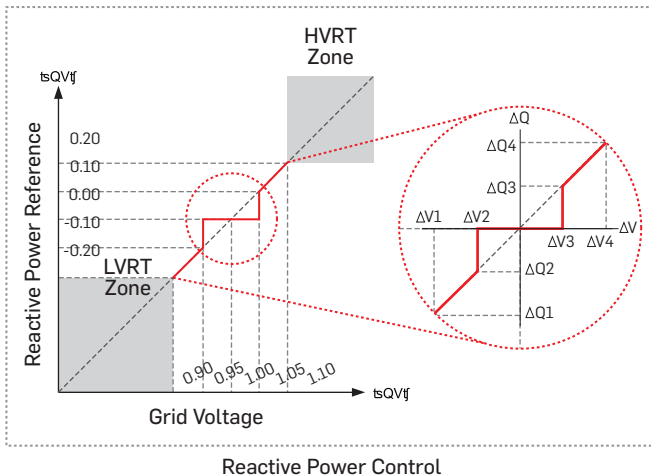 HVRT
Zone
tsQVtʃ
Reactive Power Reference
0.20
0.10
0.00
-0.10
-0.20
LVRT
Zone
0.90
0.95
1.00
1.05
1.10
tsQVtʃ
Grid Voltage
ΔQ
ΔQ4
ΔQ3
ΔV1
ΔV2
ΔV
ΔV3
ΔV4
ΔQ2
ΔQ1
Reactive Power Control